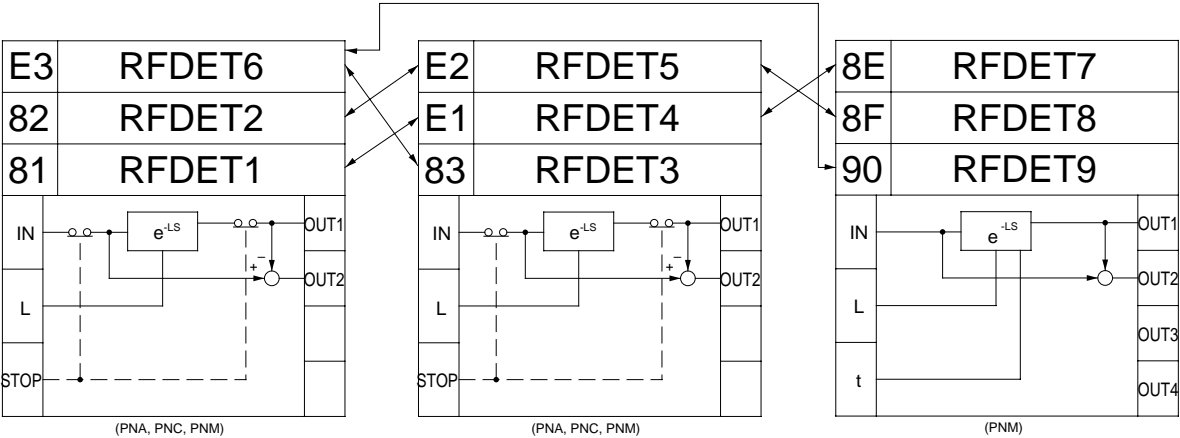 E3 RFDET6
82 RFDET2
81 RFDET1
IN e-LS OUT1
+ −
OUT2
L
STOP
(PNA, PNC, PNM)
E2 RFDET5
E1 RFDET4
83 RFDET3
IN e-LS OUT1
+ −
OUT2
L
STOP
(PNA, PNC, PNM)
8E RFDET7
8F RFDET8
90 RFDET9
IN e-LS OUT1
OUT2
L
OUT3
t
OUT4
(PNM)